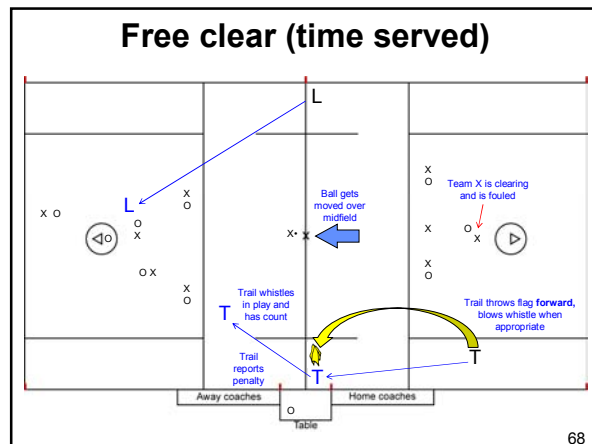 Free clear (time served)
L
X
O
X
O
L
X O
O
X
O
O X
X
O
Ball gets
moved over
midfield
X
X
X
O
Team X is clearing
and is fouled
X
O
X
X
O
Trail whistles
in play and
has count
T
Trail
reports
penalty
T
Trail throws flag forward,
blows whistle when
appropriate
T
Away coaches
Home coaches
O
Table
68